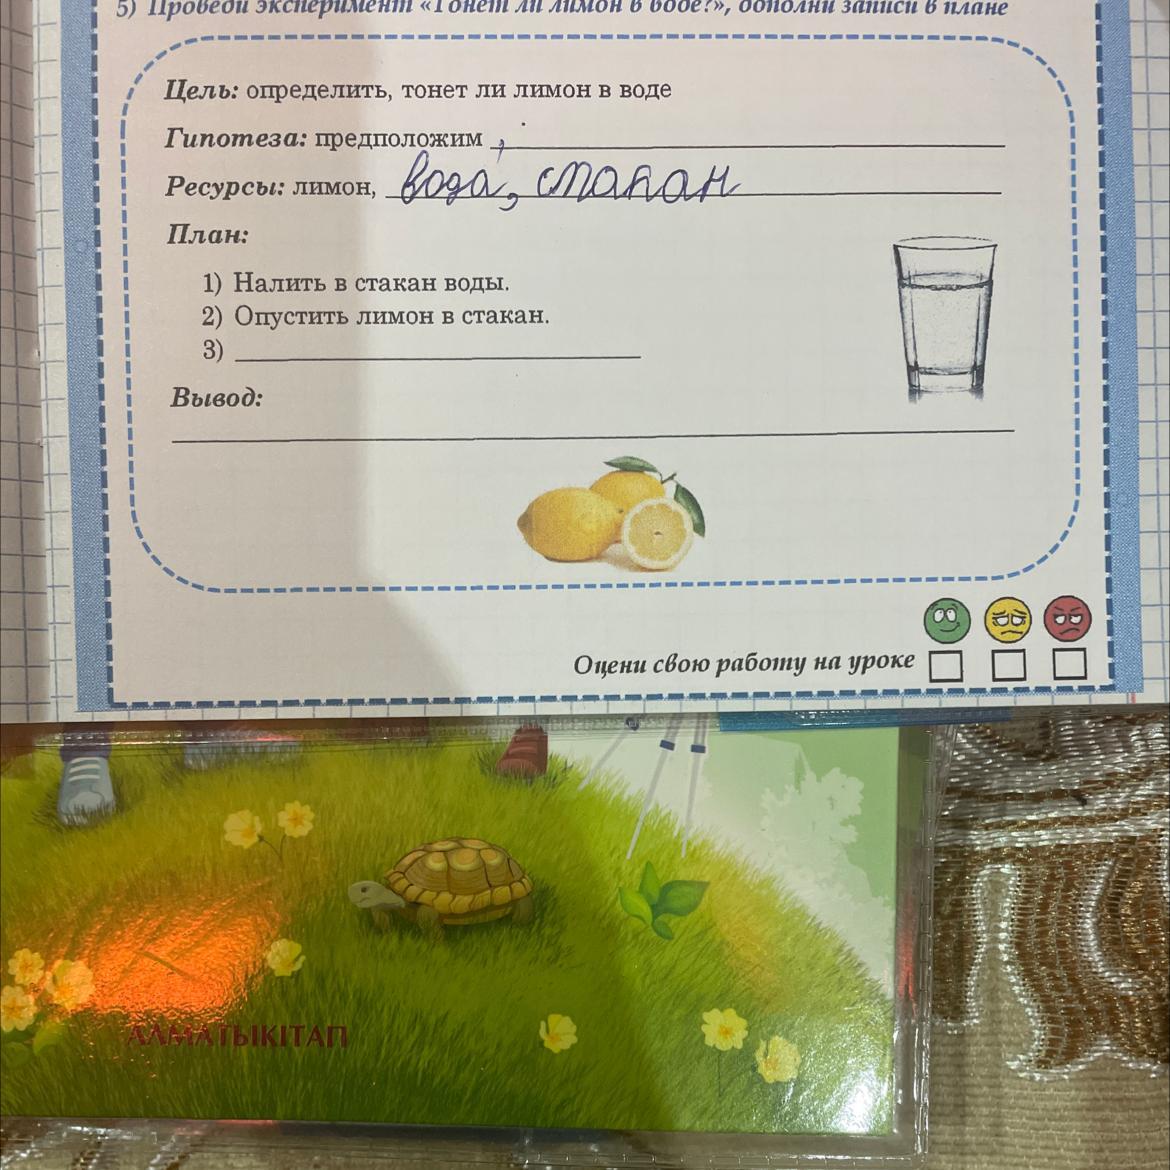 5) Проведи эксперимент «Тонет ли лимон в воде?», дополни записи в плане
Цель: определить, тонет ли лимон в воде
Гипотеза: предположим ,
Ресурсы: лимон, вода, стакан
План:
1) Налить в стакан воды.
2) Опустить лимон в стакан.
3)
Вывод:
Оцени свою работу на уроке
АЛМАТЫКІТАП